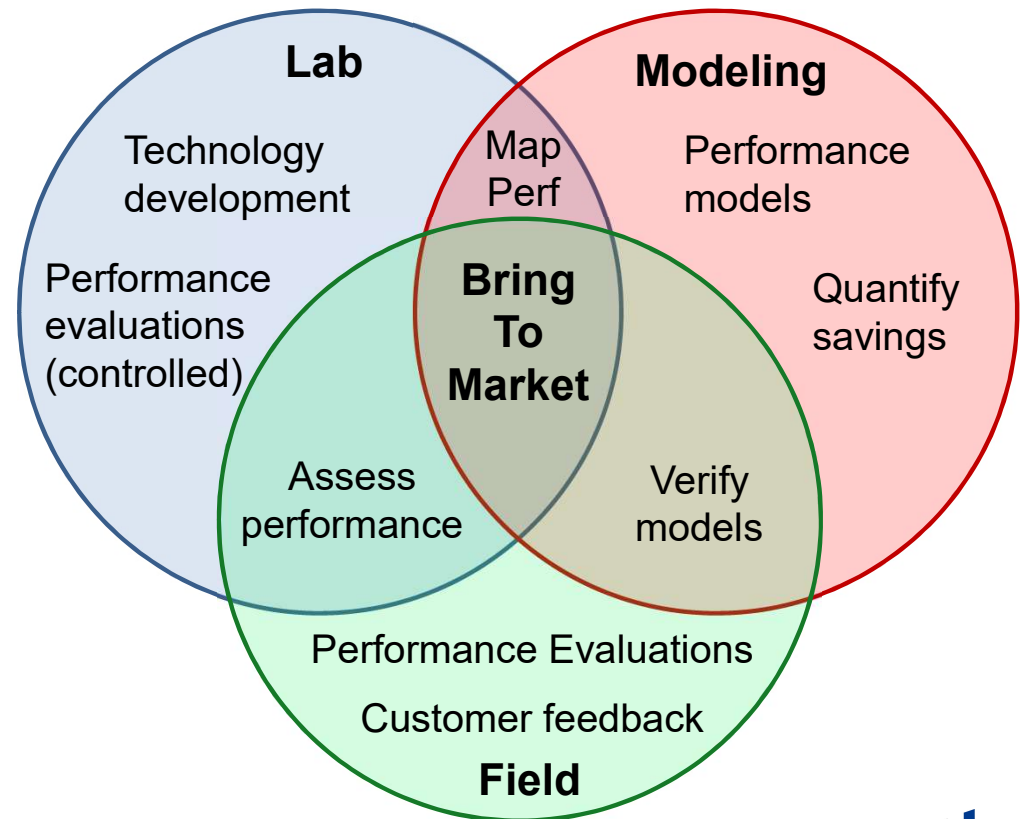 Lab
Modeling
Technology
development
Map
Perf
Performance
models
Performance
evaluations
(controlled)
Bring
To
Market
Quantify
savings
Assess
performance
Verify
models
Performance Evaluations
Customer feedback
Field